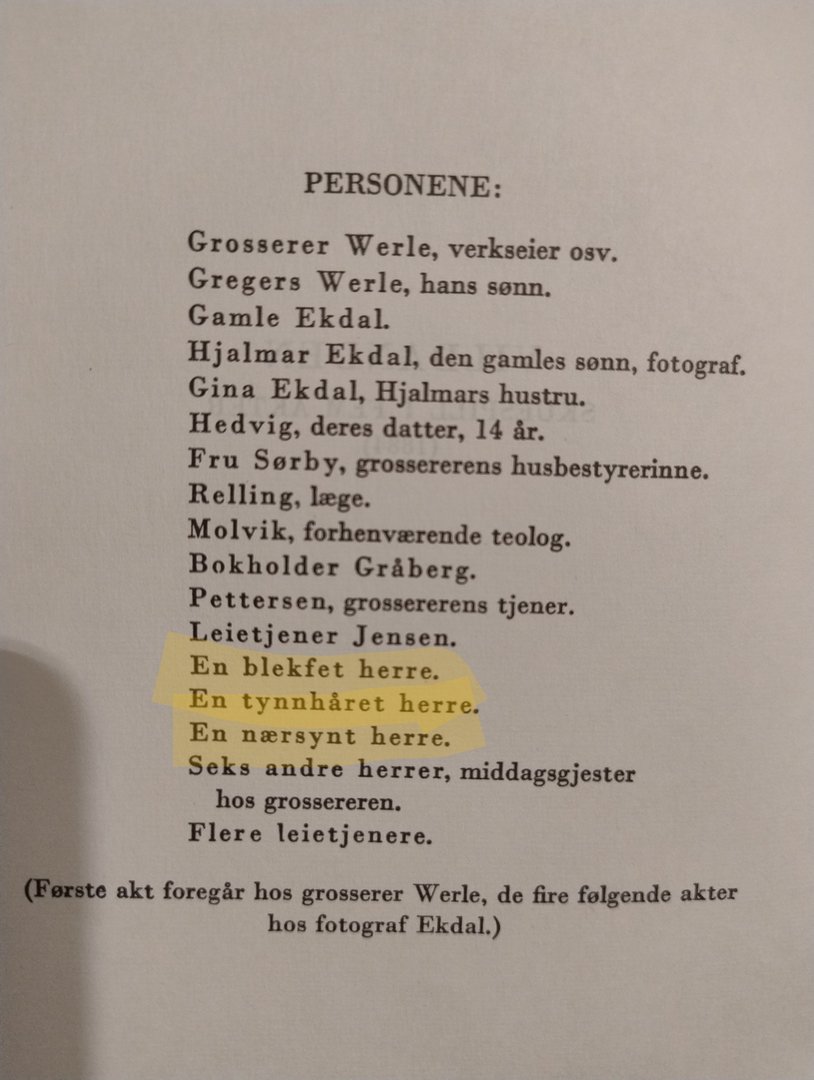 PERSONENE:
Grosserer Werle, verkseier osv.
Gregers Werle, hans sønn.
Gamle Ekdal.
Hjalmar Ekdal, den gamles sønn, fotograf.
Gina Ekdal, Hjalmars hustru.
Hedvig, deres datter, 14 år.
Fru Sørby, grossererens husbestyrerinne.
Relling, læge.
Molvik, forhenværende teolog.
Bokholder Gråberg.
Pettersen, grossererens tjener.
Leietjener Jensen.
En blekfet herre.
En tynnhåret herre.
En nærsynt herre.
Seks andre herrer, middagsgjester
hos grossereren.
Flere leietjenere.
(Første akt foregår hos grosserer Werle, de fire følgende akter
hos fotograf Ekdal.)